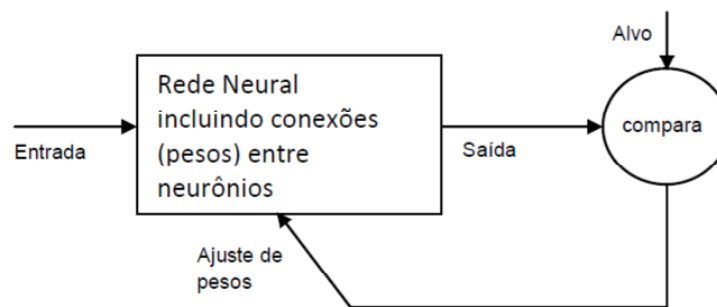 Alvo
Rede Neural
incluindo conexões
(pesos) entre
neurônios
compara
Entrada
Saída
Ajuste de
pesos